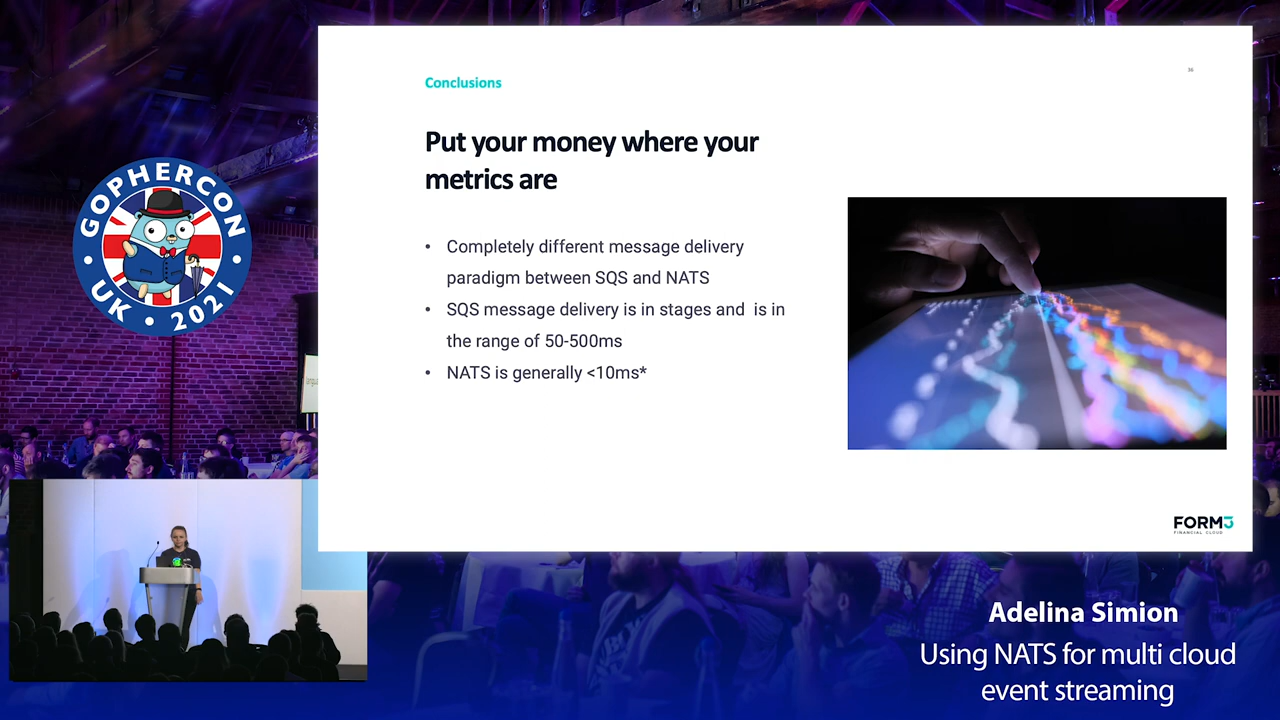 Conclusions
36
Put your money where your
metrics are
• Completely different message delivery
paradigm between SQS and NATS
• SQS message delivery is in stages and is in
the range of 50-500ms
• NATS is generally <10ms*
FORM3
FINANCIAL CLOUD
GOPHERCON
UK • 2021
Adelina Simion
Using NATS for multi cloud
event streaming